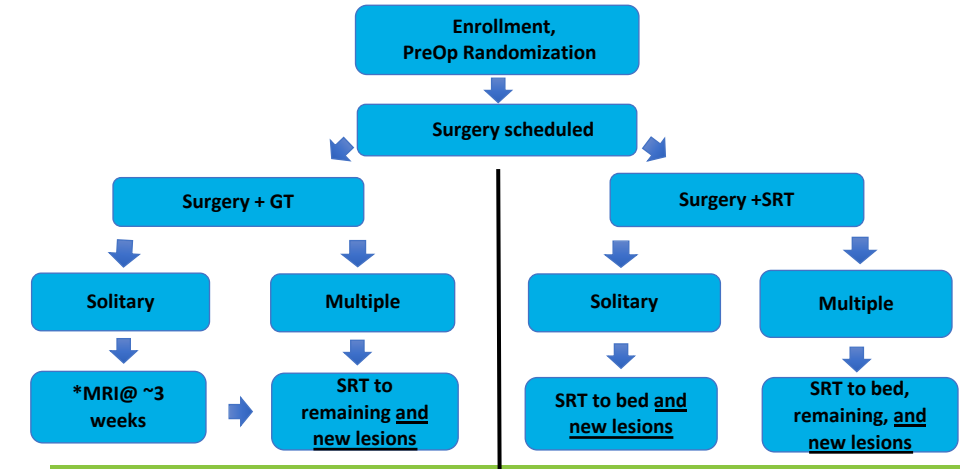 Enrollment,
PreOp Randomization
Surgery scheduled
Surgery + GT
Surgery +SRT
Solitary
Multiple
Solitary
Multiple
*MRI@ ~3
weeks
SRT to
remaining and
new lesions
SRT to bed and
new lesions
SRT to bed,
remaining, and
new lesions